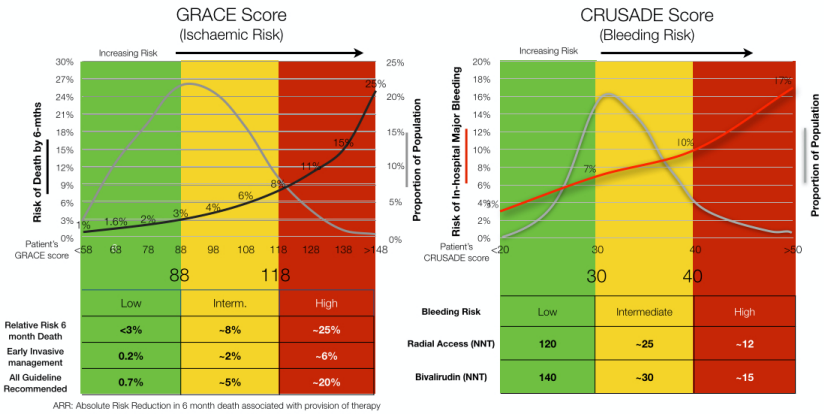 GRACE Score
(Ischaemic Risk)
Increasing Risk
30%
27%
24%
21%
18%
15%
12%
9%
6%
3%
0%
Risk of Death by 6-mths
25%
20%
15%
10%
5%
0%
Proportion of Population
1%
1.6%
2%
3%
4%
6%
8%
11%
15%
25%
Patient's
GRACE score
<58 68 78 88 98 108 118 128 138 >148
88 118
Low Interm. High
Relative Risk 6
month Death
<3% ~8% ~25%
Early Invasive
management
0.2% ~2% ~6%
All Guideline
Recommended
0.7% ~5% ~20%
ARR: Absolute Risk Reduction in 6 month death associated with provision of therapy
CRUSADE Score
(Bleeding Risk)
Increasing Risk
20%
18%
16%
14%
12%
10%
8%
6%
4%
2%
0%
Risk of In-hospital Major Bleeding
Proportion of Population
7%
10%
17%
Patient's
CRUSADE score
<20 30 40 >50
30 40
Bleeding Risk Low Intermediate High
Radial Access (NNT) 120 ~25 ~12
Bivalirudin (NNT) 140 ~30 ~15